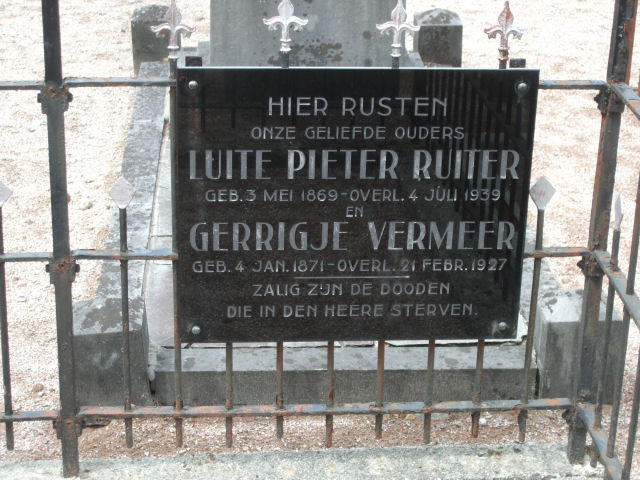 HIER RUSTEN
ONZE GELIEFDE OUDERS
LUITE PIETER RUITER
GEB. 3 MEI 1869 - OVERL. 4 JULI 1939
EN
GERRIGJE VERMEER
GEB. 4 JAN. 1871 - OVERL. 21 FEBR. 1927
ZALIG ZIJN DE DOODEN
DIE IN DEN HEERE STERVEN.